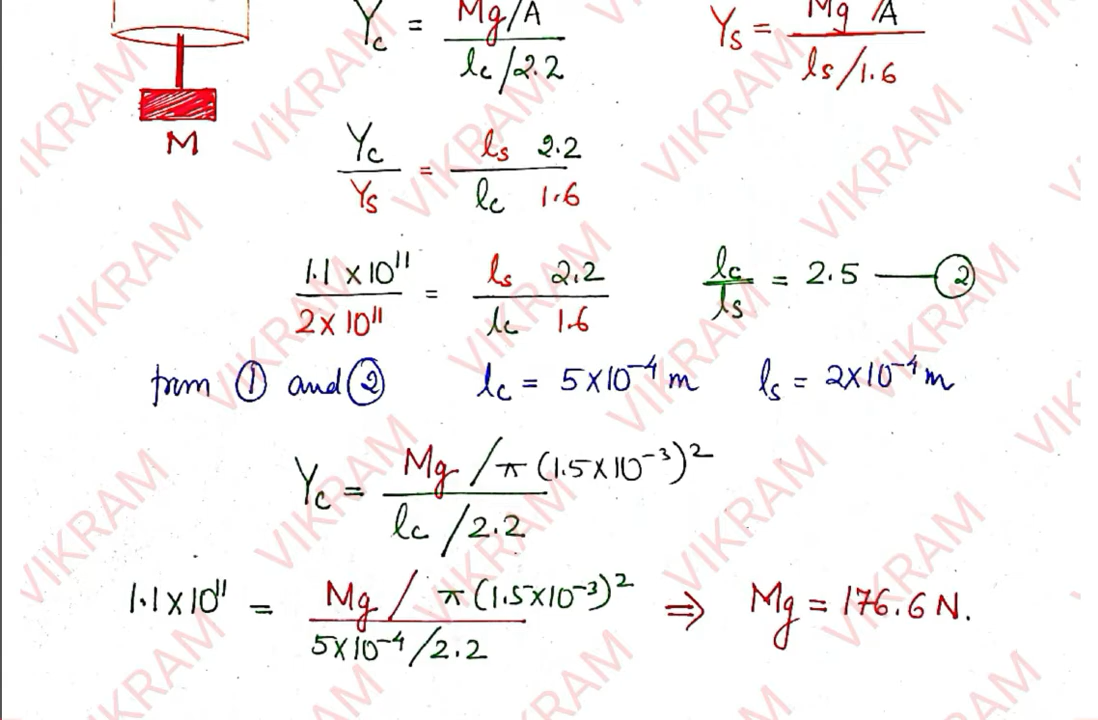 Yc = Mg/A / lc/2.2    Ys = Mg/A / ls/1.6
M
Yc/Ys = ls 2.2 / lc 1.6
1.1 × 10¹¹ / 2 × 10¹¹ = ls 2.2 / lc 1.6    lc/ls = 2.5 —— ②
from ① and ②    lc = 5×10⁻⁴ m    ls = 2×10⁻⁴ m
Yc = Mg / π (1.5×10⁻³)² / lc / 2.2
1.1×10¹¹ = Mg / π (1.5×10⁻³)² / 5×10⁻⁴ / 2.2 ⇒ Mg = 176.6 N.
VIKRAM